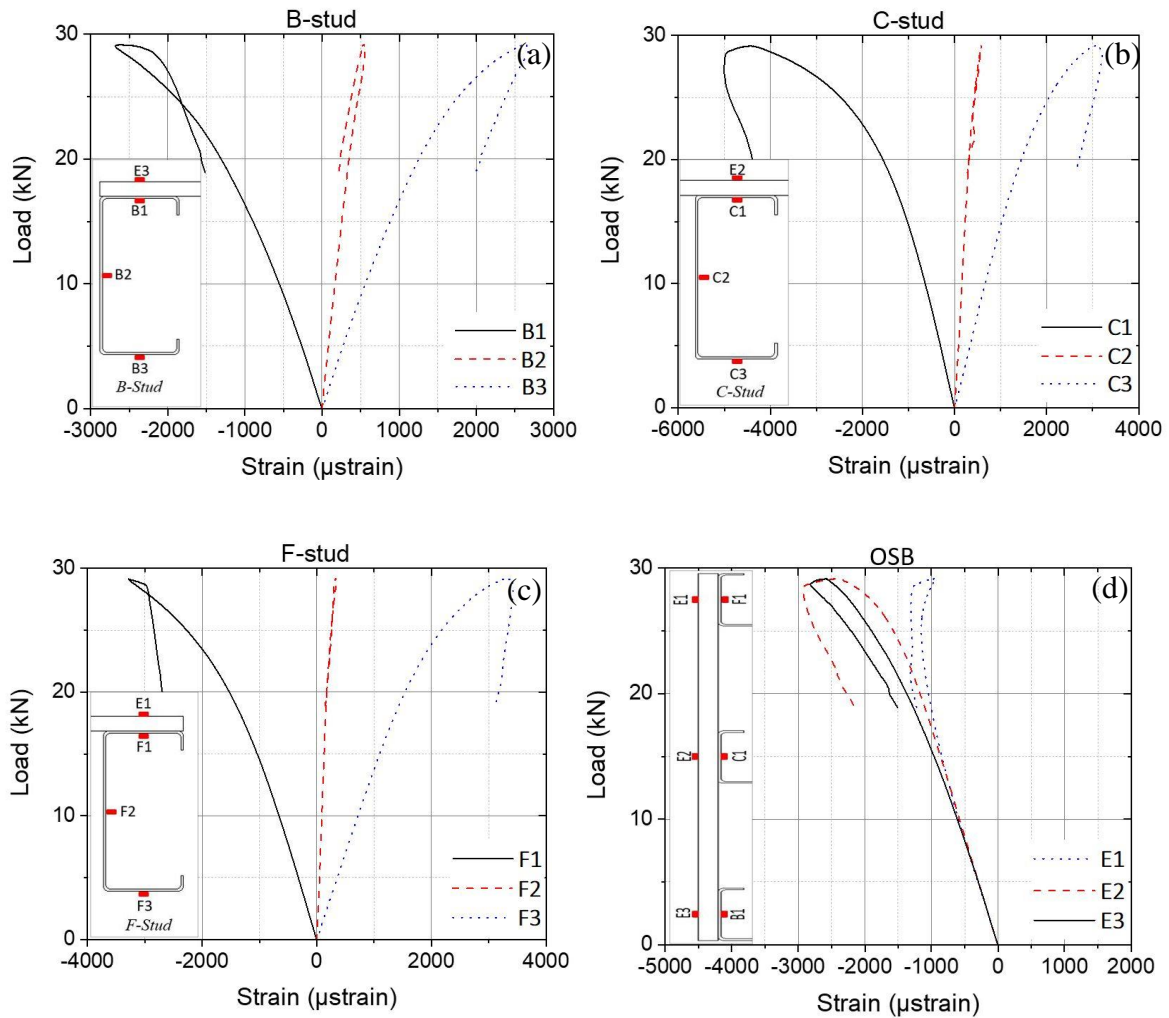 B-stud
(a)
30
20
10
0
Load (kN)
-3000 -2000 -1000 0 1000 2000 3000
Strain (μstrain)
E3
B1
B2
B3
B-Stud
B1
B2
B3
C-stud
(b)
30
20
10
0
Load (kN)
-6000 -4000 -2000 0 2000 4000
Strain (μstrain)
E2
C1
C2
C3
C-Stud
C1
C2
C3
F-stud
(c)
30
20
10
0
Load (kN)
-4000 -2000 0 2000 4000
Strain (μstrain)
E1
F1
F2
F3
F-Stud
F1
F2
F3
OSB
(d)
30
20
10
0
Load (kN)
-5000 -4000 -3000 -2000 -1000 0 1000 2000
Strain (μstrain)
E1 F1
E2 C1
E3 B1
E1
E2
E3